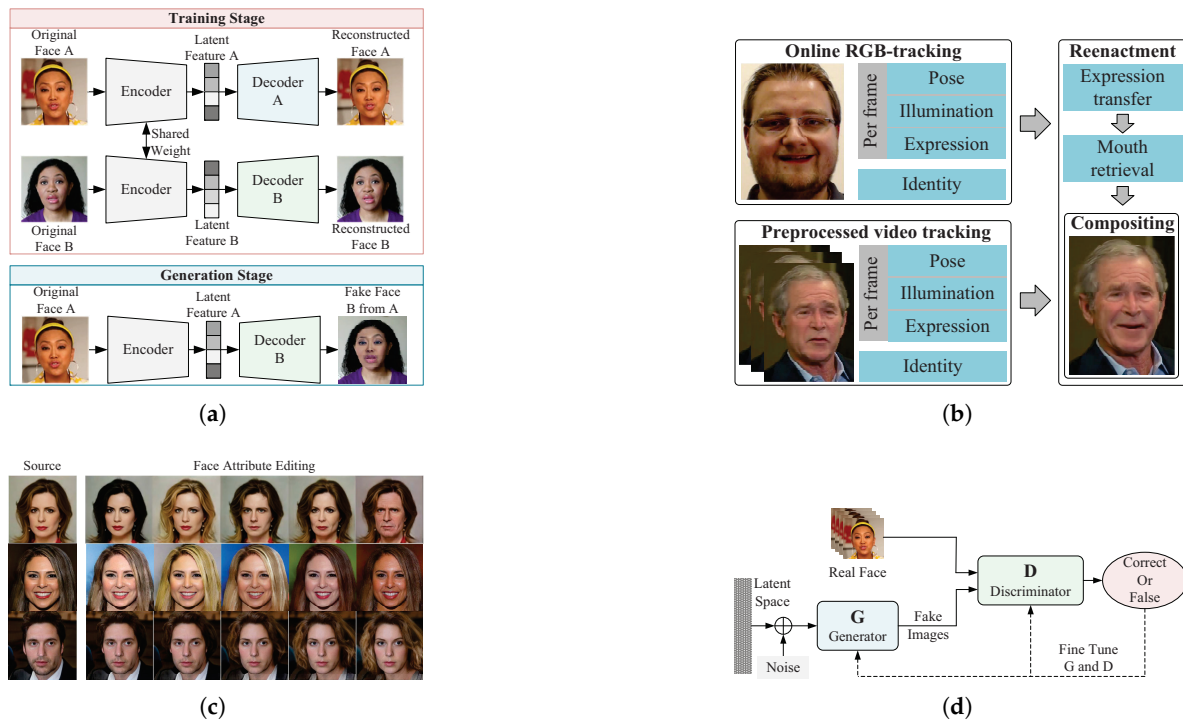 Training Stage
Original
Face A
Latent
Feature A
Reconstructed
Face A
Encoder
Decoder
A
Shared
Weight
Encoder
Decoder
B
Original
Face B
Latent
Feature B
Reconstructed
Face B
Generation Stage
Original
Face A
Latent
Feature A
Fake Face
B from A
Encoder
Decoder
B
(a)
Online RGB-tracking
Per frame
Pose
Illumination
Expression
Identity
Preprocessed video tracking
Per frame
Pose
Illumination
Expression
Identity
Reenactment
Expression
transfer
Mouth
retrieval
Compositing
(b)
Source
Face Attribute Editing
(c)
Real Face
Latent
Space
Noise
G
Generator
Fake
Images
D
Discriminator
Correct
Or
False
Fine Tune
G and D
(d)